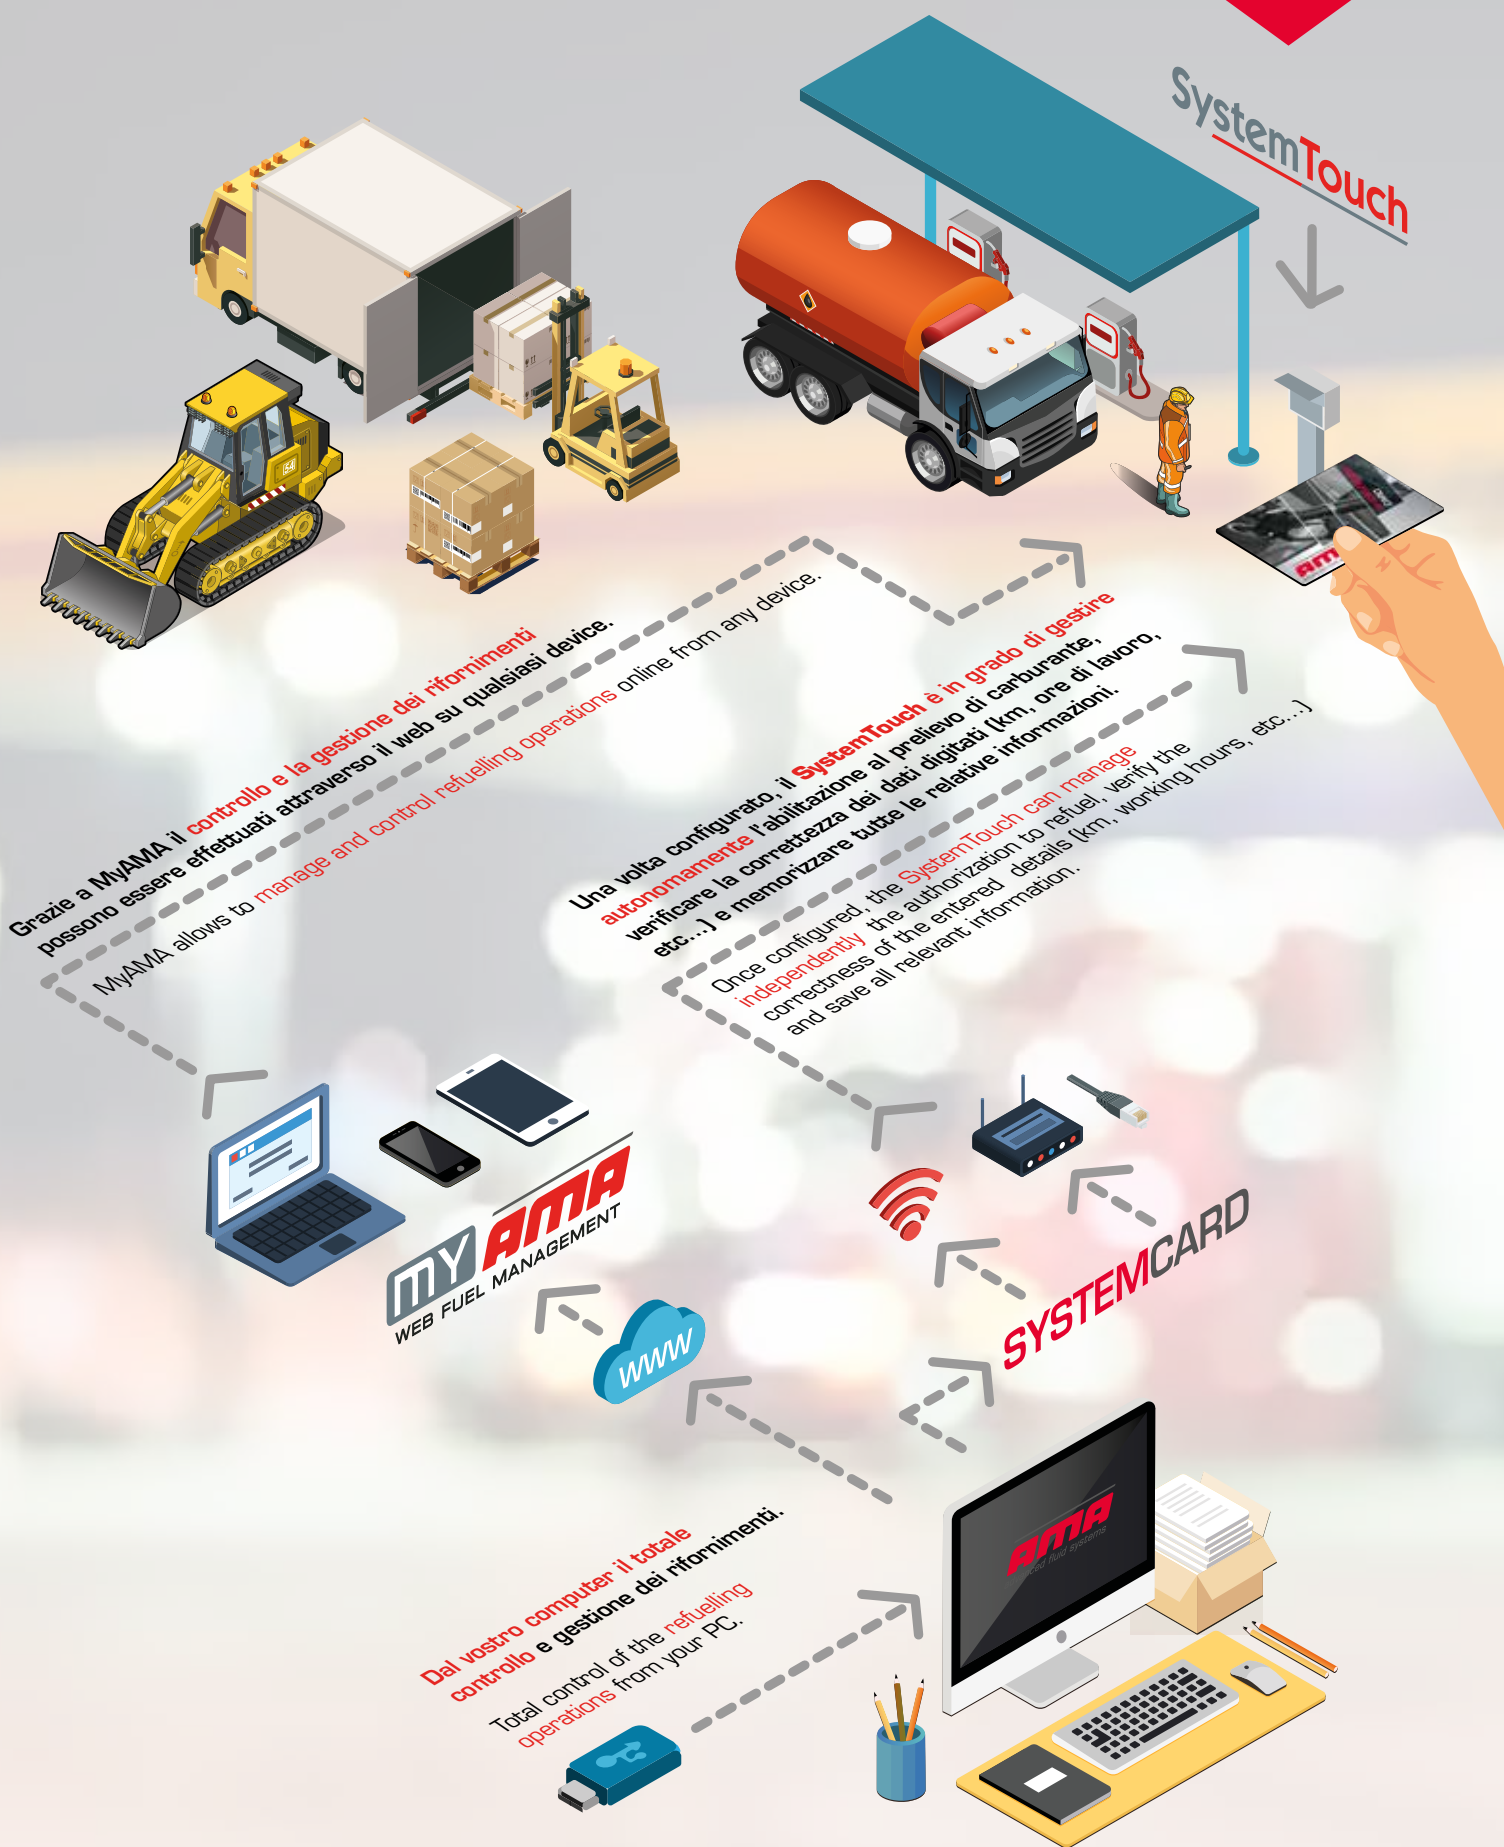 SystemTouch
54
AMA
Grazie a MyAMA il controllo e la gestione dei rifornimenti
possono essere effettuati attraverso il web su qualsiasi device.
MyAMA allows to manage and control refuelling operations online from any device.
Una volta configurato, il SystemTouch è in grado di gestire
autonomamente l'abilitazione al prelievo di carburante,
verificare la correttezza dei dati digitati (km, ore di lavoro,
etc...) e memorizzare tutte le relative informazioni.
Once configured, the SystemTouch can manage
independently the authorization to refuel, verify the
correctness of the entered details (km, working hours, etc...)
and save all relevant information.
MY AMA
WEB FUEL MANAGEMENT
SYSTEMCARD
WWW
AMA
fluid systems
Dal vostro computer il totale
controllo e gestione dei rifornimenti.
Total control of the refuelling
operations from your PC.